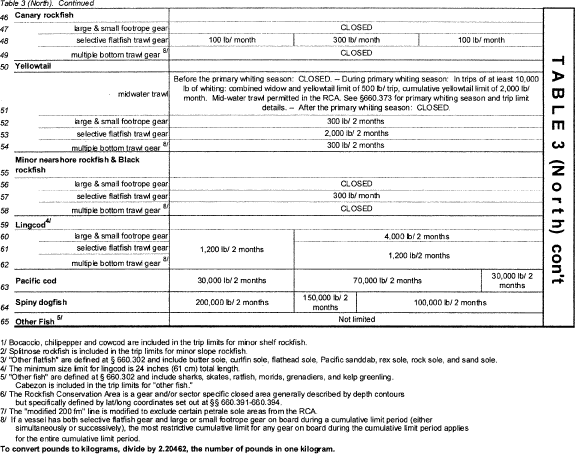 Table 3 (North). Continued
46 Canary rockfish
47 large & small footrope gear CLOSED
48 selective flatfish trawl gear 100 lb/ month 300 lb/ month 100 lb/ month
49 multiple bottom trawl gear 8/ CLOSED
50 Yellowtail
51 midwater trawl
Before the primary whiting season: CLOSED. -- During primary whiting season: In trips of at least 10,000
lb of whiting: combined widow and yellowtail limit of 500 lb/ trip, cumulative yellowtail limit of 2,000 lb/
month. Mid-water trawl permitted in the RCA. See §660.373 for primary whiting season and trip limit
details. -- After the primary whiting season: CLOSED.
52 large & small footrope gear 300 lb/ 2 months
53 selective flatfish trawl gear 2,000 lb/ 2 months
54 multiple bottom trawl gear 8/ 300 lb/ 2 months
Minor nearshore rockfish & Black
55 rockfish
56 large & small footrope gear CLOSED
57 selective flatfish trawl gear 300 lb/ month
58 multiple bottom trawl gear 8/ CLOSED
59 Lingcod4/
60 large & small footrope gear 4,000 lb/ 2 months
61 selective flatfish trawl gear 1,200 lb/ 2 months 1,200 lb/ 2 months
62 multiple bottom trawl gear 8/
63 Pacific cod 30,000 lb/ 2 months 70,000 lb/ 2 months 30,000 lb/ 2
months
64 Spiny dogfish 200,000 lb/ 2 months 150,000 lb/ 2
months 100,000 lb/ 2 months
65 Other Fish 5/ Not limited
TABLE 3 (North) con't
1/ Bocaccio, chilipepper and cowcod are included in the trip limits for minor shelf rockfish.
2/ Splitnose rockfish is included in the trip limits for minor slope rockfish.
3/ "Other flatfish" are defined at § 660.302 and include butter sole, curlfin sole, flathead sole, Pacific sanddab, rex sole, rock sole, and sand sole.
4/ The minimum size limit for lingcod is 24 inches (61 cm) total length.
5/ "Other fish" are defined at § 660.302 and include sharks, skates, ratfish, morids, grenadiers, and kelp greenling.
Cabezon is included in the trip limits for "other fish."
6/ The Rockfish Conservation Area is a gear and/or sector specific closed area generally described by depth contours
but specifically defined by lat/long coordinates set out at §§ 660.391-660.394.
7/ The "modified 200 fm" line is modified to exclude certain petrale sole areas from the RCA.
8/ If a vessel has both selective flatfish gear and large or small footrope gear on board during a cumulative limit period (either
simultaneously or successively), the most restrictive cumulative limit for any gear on board during the cumulative limit period applies
for the entire cumulative limit period.
To convert pounds to kilograms, divide by 2.20462, the number of pounds in one kilogram.